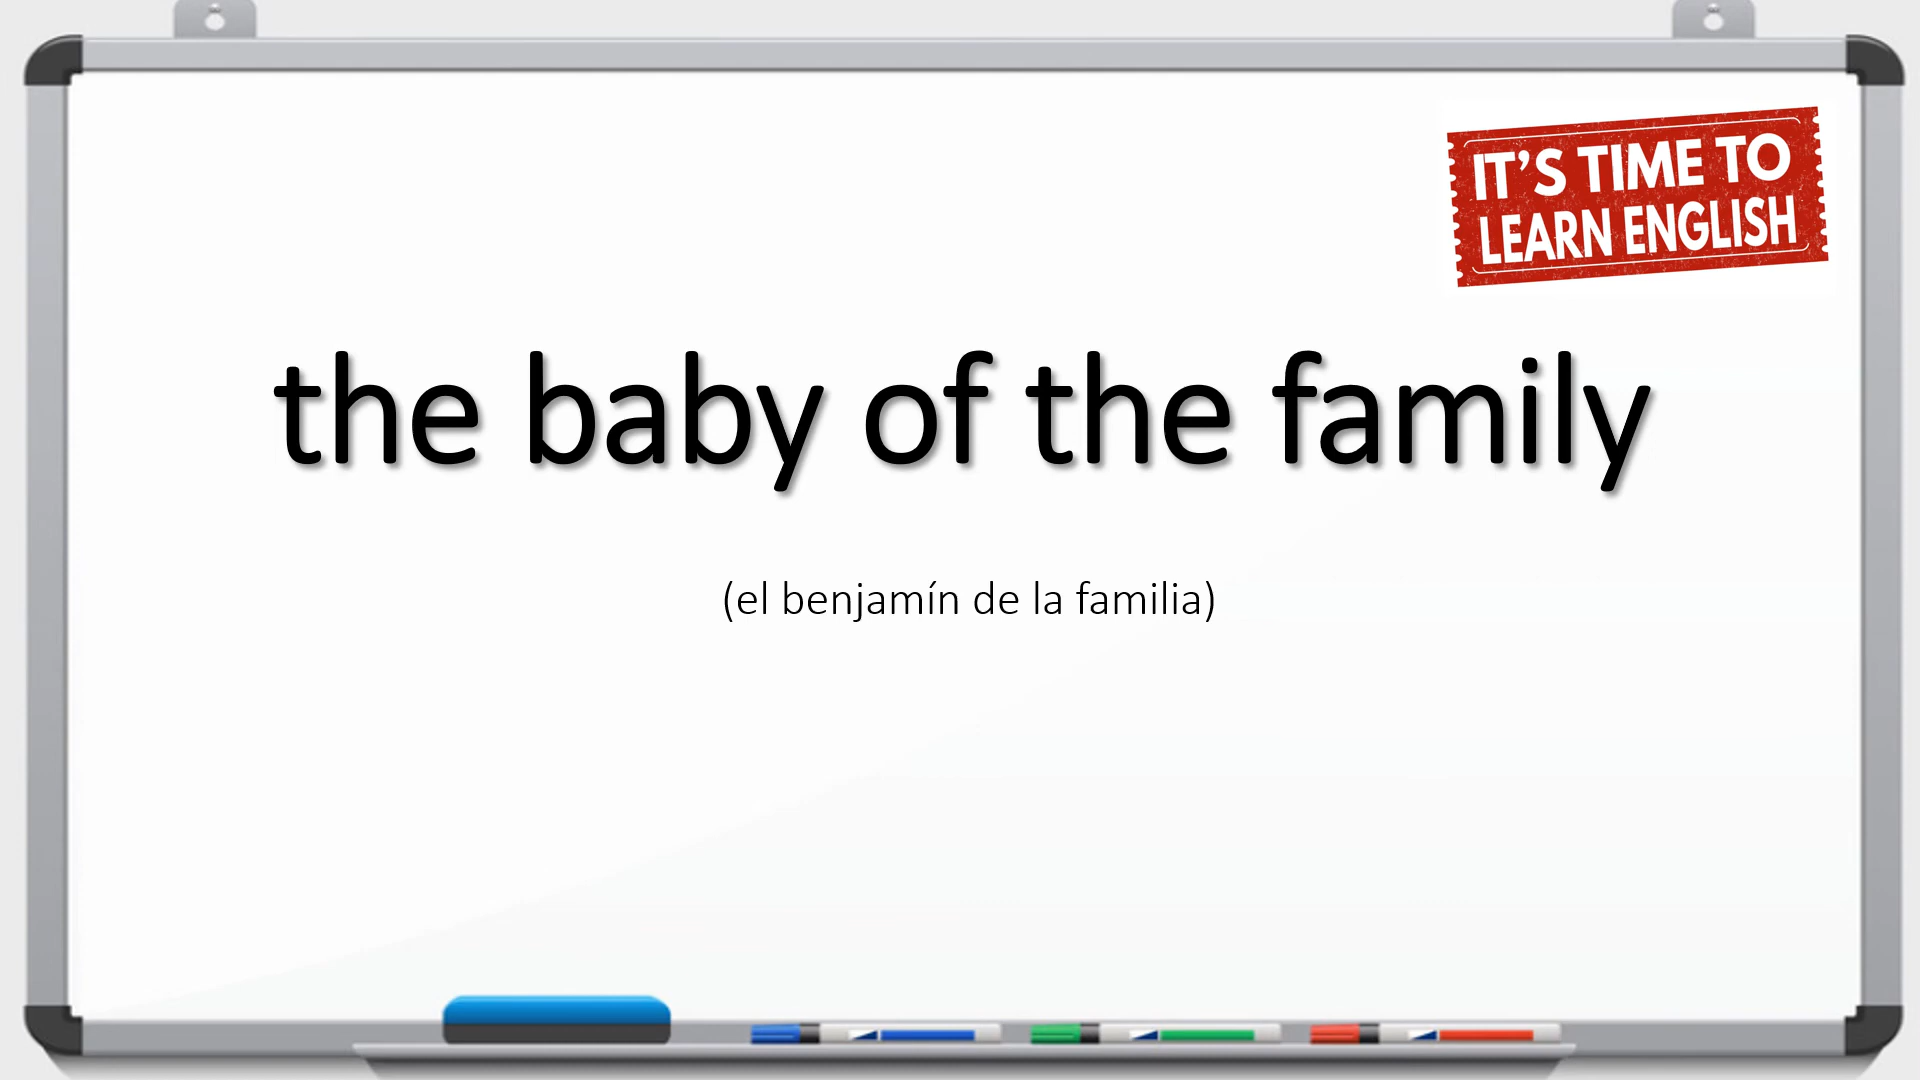 IT'S TIME TO
LEARN ENGLISH
the baby of the family
(el benjamín de la familia)